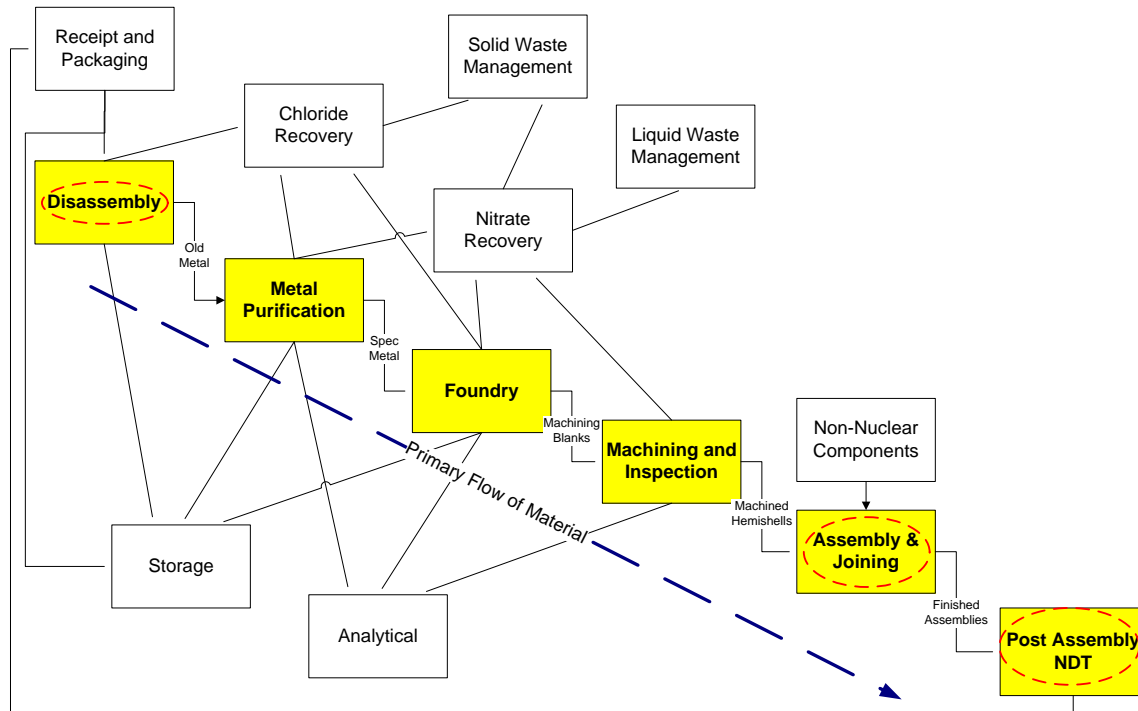 Receipt and
Packaging
Solid Waste
Management
Chloride
Recovery
Liquid Waste
Management
Disassembly
Nitrate
Recovery
Old
Metal
Metal
Purification
Spec
Metal
Foundry
Machining
Blanks
Machining and
Inspection
Non-Nuclear
Components
Primary Flow of Material
Machined
Hemishells
Assembly &
Joining
Storage
Analytical
Finished
Assemblies
Post Assembly
NDT